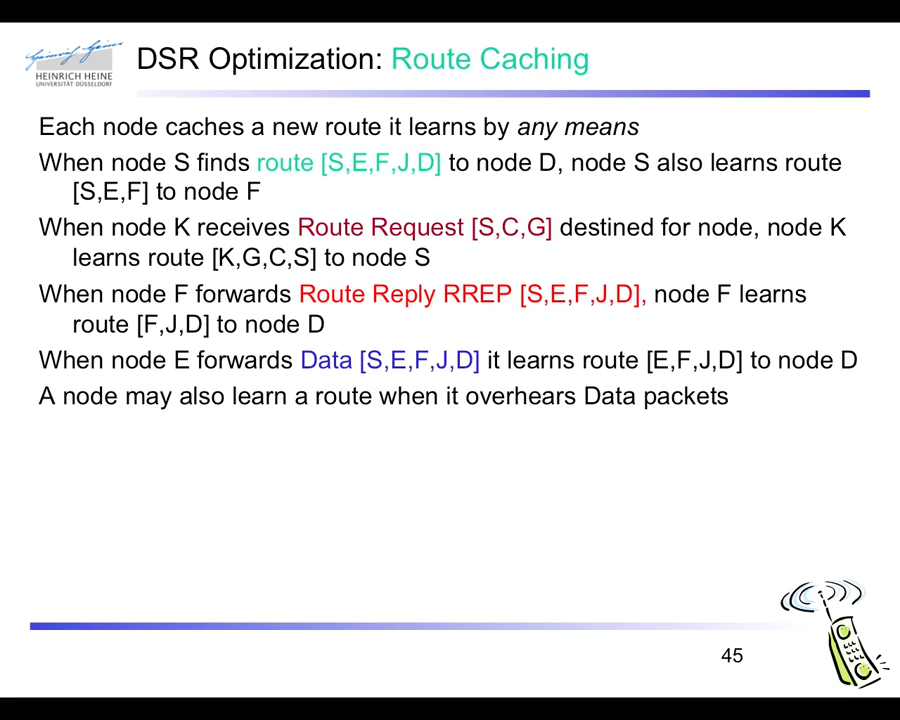 HEINRICH HEINE
UNIVERSITÄT DÜSSELDORF
DSR Optimization: Route Caching
Each node caches a new route it learns by any means
When node S finds route [S,E,F,J,D] to node D, node S also learns route
[S,E,F] to node F
When node K receives Route Request [S,C,G] destined for node, node K
learns route [K,G,C,S] to node S
When node F forwards Route Reply RREP [S,E,F,J,D], node F learns
route [F,J,D] to node D
When node E forwards Data [S,E,F,J,D] it learns route [E,F,J,D] to node D
A node may also learn a route when it overhears Data packets
45